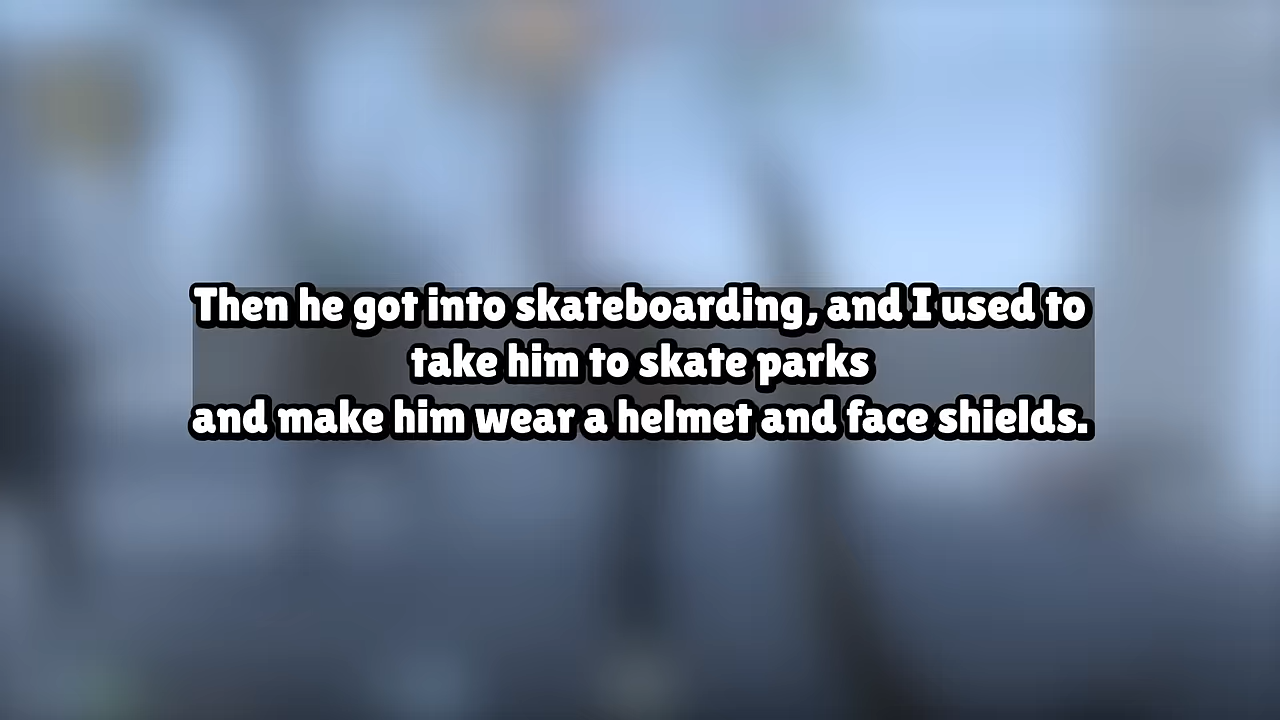 Then he got into skateboarding, and I used to
take him to skate parks
and make him wear a helmet and face shields.